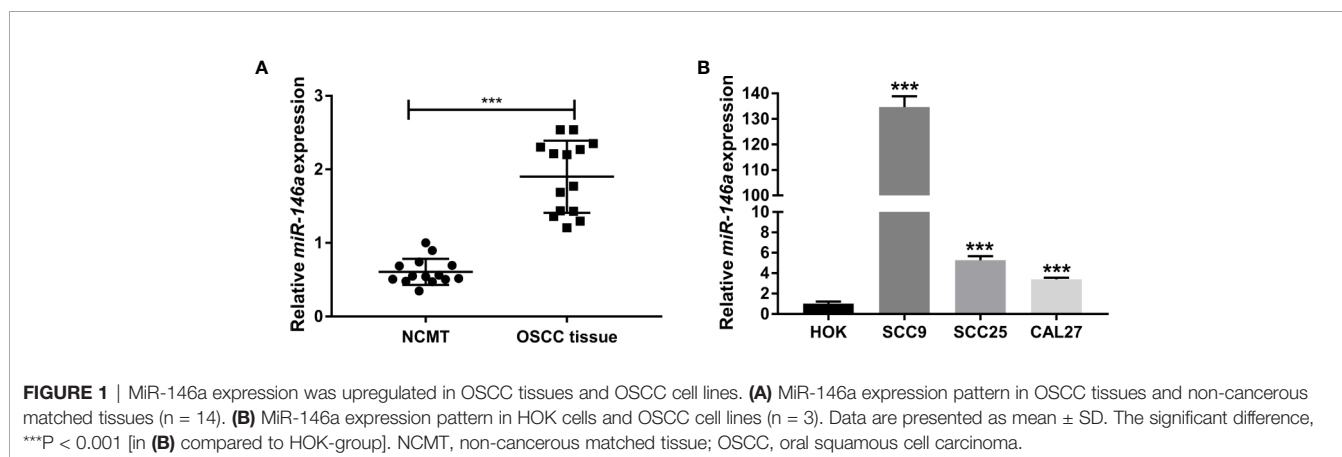 A
Relative miR-146a expression
3
2
1
0
***
NCMT
OSCC tissue
B
Relative miR-146a expression
140
130
120
110
100
10
8
6
4
2
0
***
***
***
HOK
SCC9
SCC25
CAL27
FIGURE 1 | MiR-146a expression was upregulated in OSCC tissues and OSCC cell lines. (A) MiR-146a expression pattern in OSCC tissues and non-cancerous
matched tissues (n = 14). (B) MiR-146a expression pattern in HOK cells and OSCC cell lines (n = 3). Data are presented as mean ± SD. The significant difference,
***P < 0.001 [in (B) compared to HOK-group]. NCMT, non-cancerous matched tissue; OSCC, oral squamous cell carcinoma.